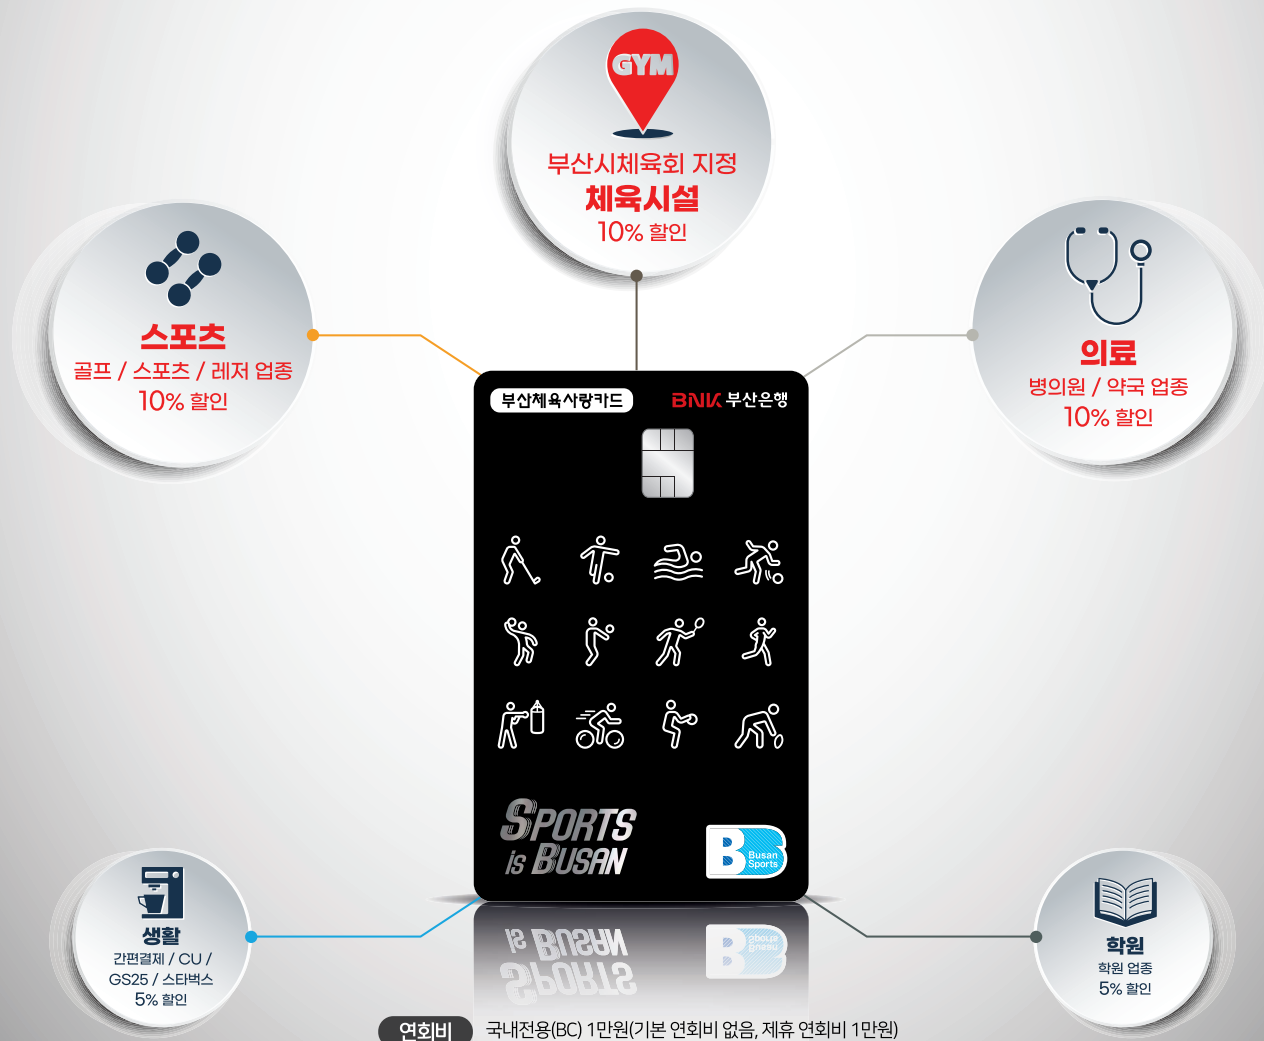 GYM
부산시체육회 지정
체육시설
10% 할인
스포츠
골프 / 스포츠 / 레저 업종
10% 할인
의료
병의원 / 약국 업종
10% 할인
부산체육사랑카드
BNK 부산은행
SPORTS
is BUSAN
B Busan
Sports
생활
간편결제 / CU /
GS25 / 스타벅스
5% 할인
학원
학원 업종
5% 할인
연회비 국내전용(BC) 1만원(기본 연회비 없음, 제휴 연회비 1만원)